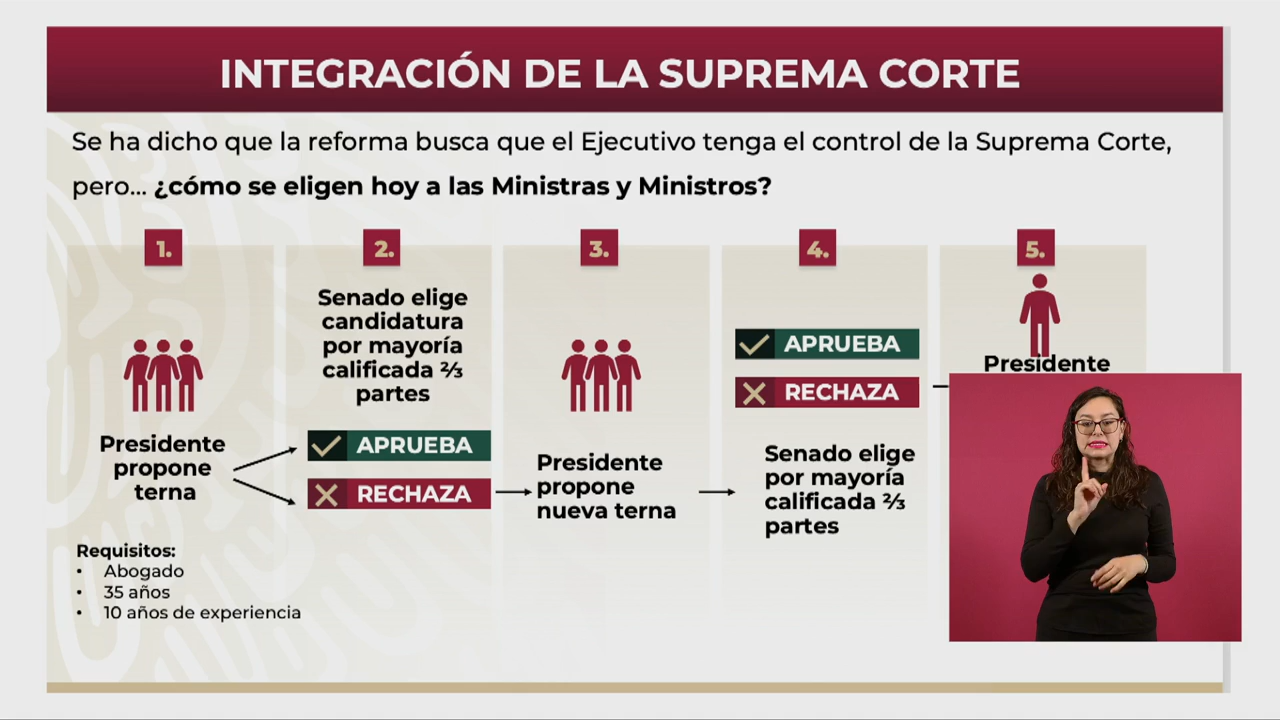 INTEGRACIÓN DE LA SUPREMA CORTE
Se ha dicho que la reforma busca que el Ejecutivo tenga el control de la Suprema Corte,
pero... ¿cómo se eligen hoy a las Ministras y Ministros?
1.
Presidente
propone
terna
Requisitos:
• Abogado
• 35 años
• 10 años de experiencia
2.
Senado elige
candidatura
por mayoría
calificada ⅔
partes
APRUEBA
RECHAZA
3.
Presidente
propone
nueva terna
4.
APRUEBA
RECHAZA
Senado elige
por mayoría
calificada ⅔
partes
5.
Presidente